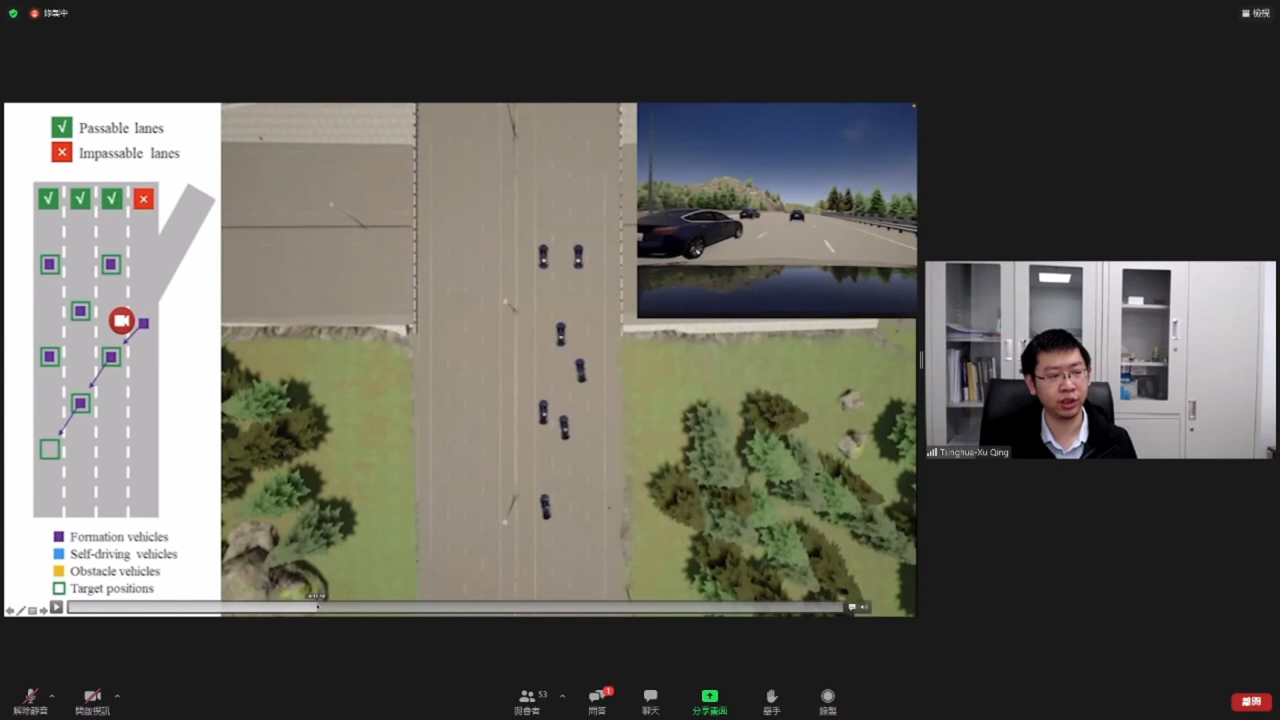 錄製中
檢視
Passable lanes
Impassable lanes
Formation vehicles
Self-driving vehicles
Obstacle vehicles
Target positions
Tsinghua-Xu Qing
解除靜音
開啟視訊
53
與會者
1
問答
聊天
分享畫面
舉手
錄製
離開